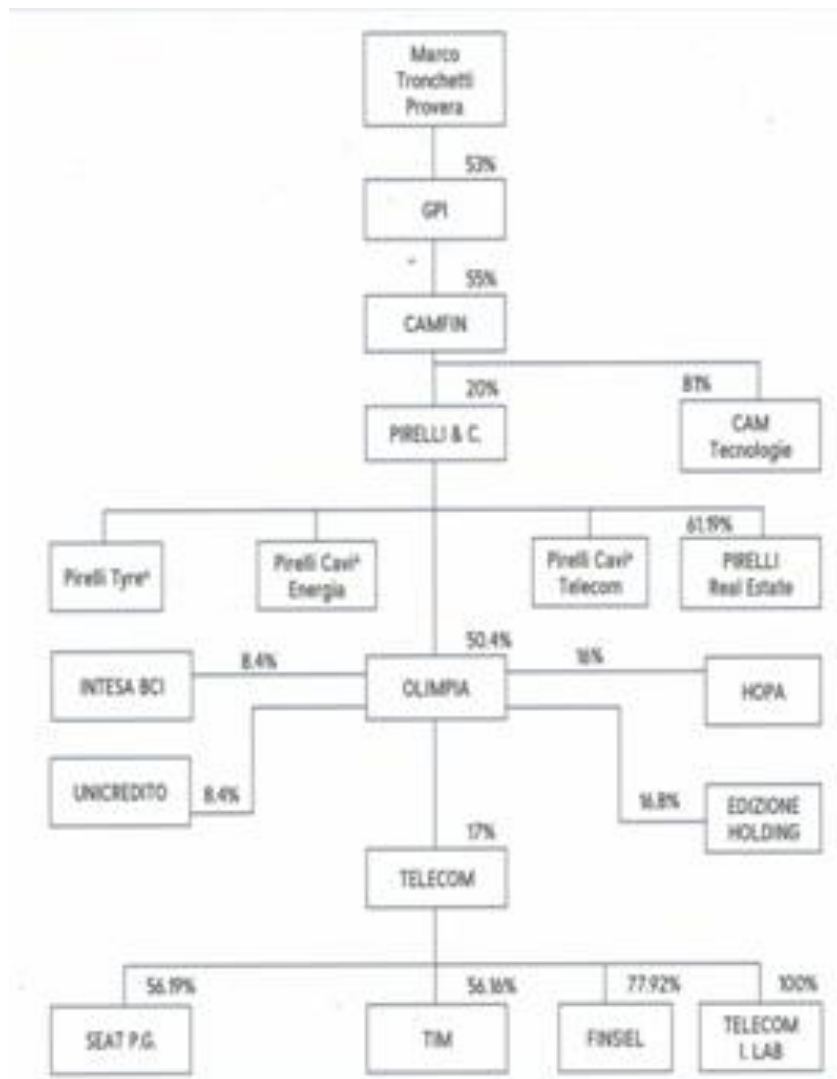 Marco
Tronchetti
Provera
53%
GPI
55%
CAMFIN
20%
81%
PIRELLI & C.
CAM
Tecnologie
61.19%
Pirelli Tyre*
Pirelli Cavi*
Energia
Pirelli Cavi*
Telecom
PIRELLI
Real Estate
50.4%
8.4%
16%
INTESA BCI
OLIMPIA
HOPA
UNICREDITO
8.4%
16.8%
EDIZIONE
HOLDING
17%
TELECOM
56.19%
56.16%
77.92%
100%
SEAT P.G.
TIM
FINSIEL
TELECOM
I. LAB